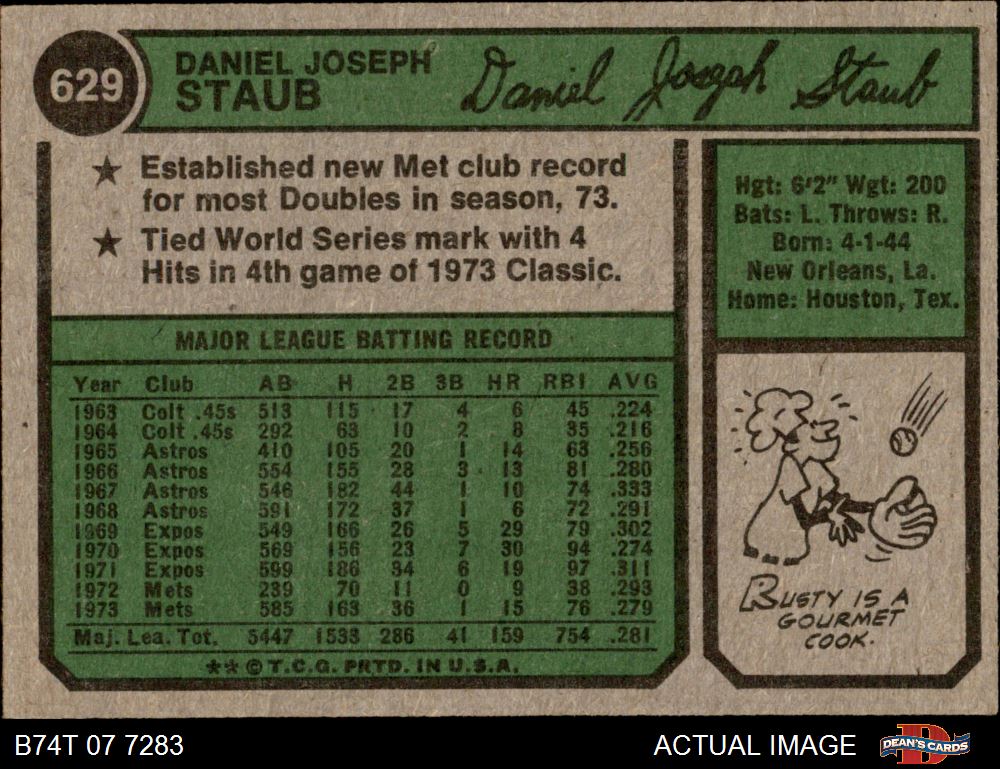 629
DANIEL JOSEPH
STAUB
Daniel Joseph Staub
★ Established new Met club record
for most Doubles in season, 73.
★ Tied World Series mark with 4
Hits in 4th game of 1973 Classic.
Hgt: 6'2" Wgt: 200
Bats: L. Throws: R.
Born: 4-1-44
New Orleans, La.
Home: Houston, Tex.
MAJOR LEAGUE BATTING RECORD
Year Club AB H 2B 3B HR RBI AVG
1963 Colt .45s 513 115 17 4 6 45 .224
1964 Colt .45s 292 63 10 2 8 35 .216
1965 Astros 410 105 20 1 14 63 .256
1966 Astros 554 155 28 3 13 81 .280
1967 Astros 546 182 44 1 10 74 .333
1968 Astros 591 172 37 1 6 72 .291
1969 Expos 549 166 26 5 29 79 .302
1970 Expos 569 156 23 7 30 94 .274
1971 Expos 599 186 34 6 19 97 .311
1972 Mets 239 70 11 0 9 38 .293
1973 Mets 585 163 36 1 15 76 .279
Maj. Lea. Tot. 5447 1533 286 41 159 754 .281
★★ © T.C.G. PRTD. IN U.S.A.
RUSTY IS A
GOURMET
COOK.
B74T 07 7283
ACTUAL IMAGE
DEAN'S CARDS